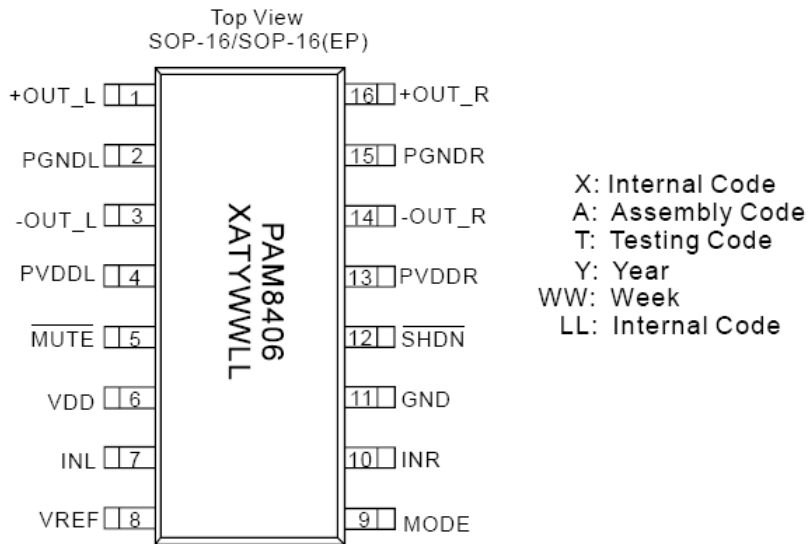 Top View
SOP-16/SOP-16(EP)
+OUT_L 1
16 +OUT_R
PGNDL 2
15 PGNDR
-OUT_L 3
14 -OUT_R
PVDDL 4
13 PVDDR
MUTE 5
12 SHDN
VDD 6
11 GND
INL 7
10 INR
VREF 8
9 MODE
PAM8406
XATYWWLL
X: Internal Code
A: Assembly Code
T: Testing Code
Y: Year
WW: Week
LL: Internal Code